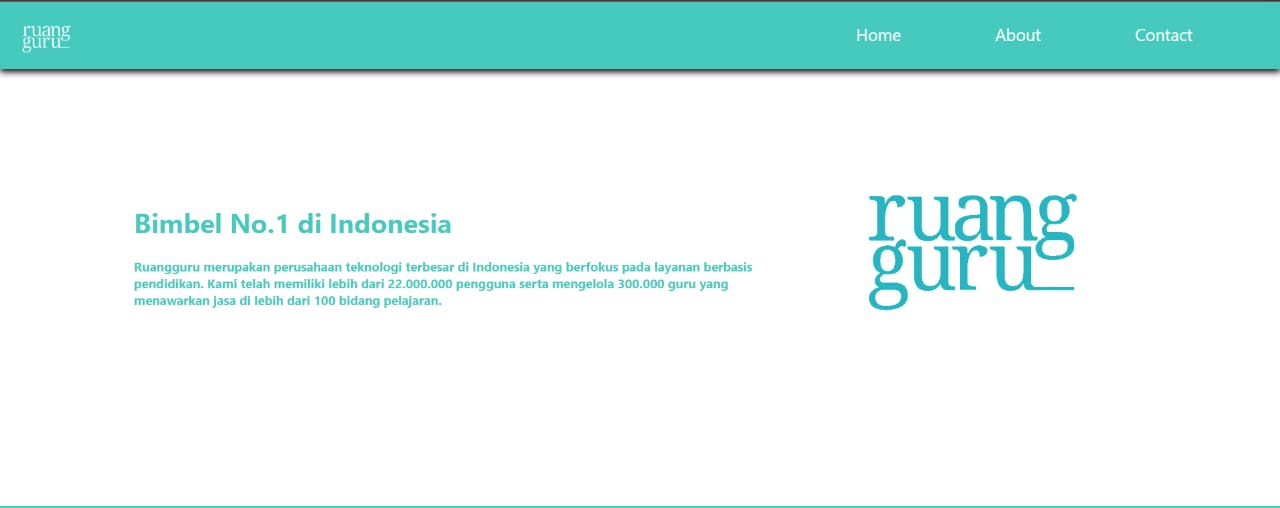 ruang
guru
Home About Contact
Bimbel No.1 di Indonesia
Ruangguru merupakan perusahaan teknologi terbesar di Indonesia yang berfokus pada layanan berbasis
pendidikan. Kami telah memiliki lebih dari 22.000.000 pengguna serta mengelola 300.000 guru yang
menawarkan jasa di lebih dari 100 bidang pelajaran.
ruang
guru